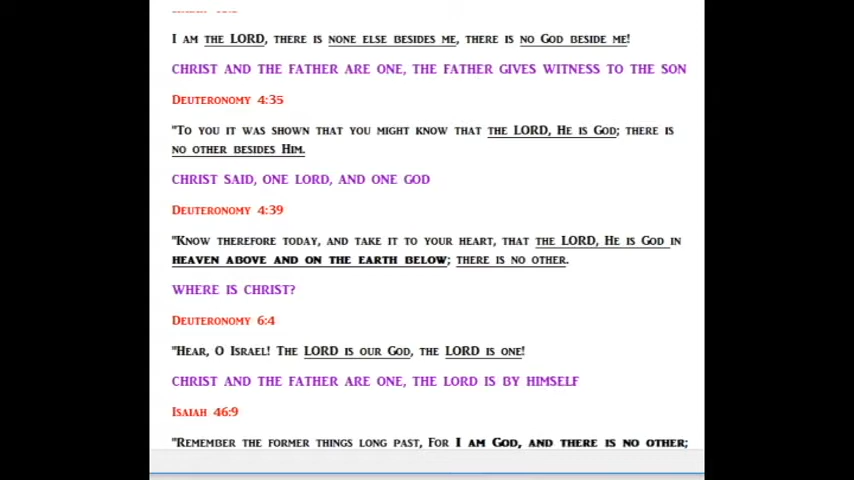 I AM THE LORD, THERE IS NONE ELSE BESIDES ME, THERE IS NO GOD BESIDE ME!
CHRIST AND THE FATHER ARE ONE, THE FATHER GIVES WITNESS TO THE SON
DEUTERONOMY 4:35
"TO YOU IT WAS SHOWN THAT YOU MIGHT KNOW THAT THE LORD, HE IS GOD; THERE IS
NO OTHER BESIDES HIM.
CHRIST SAID, ONE LORD, AND ONE GOD
DEUTERONOMY 4:39
"KNOW THEREFORE TODAY, AND TAKE IT TO YOUR HEART, THAT THE LORD, HE IS GOD IN
HEAVEN ABOVE AND ON THE EARTH BELOW; THERE IS NO OTHER.
WHERE IS CHRIST?
DEUTERONOMY 6:4
"HEAR, O ISRAEL! THE LORD IS OUR GOD, THE LORD IS ONE!
CHRIST AND THE FATHER ARE ONE, THE LORD IS BY HIMSELF
ISAIAH 46:9
"REMEMBER THE FORMER THINGS LONG PAST, FOR I AM GOD, AND THERE IS NO OTHER;